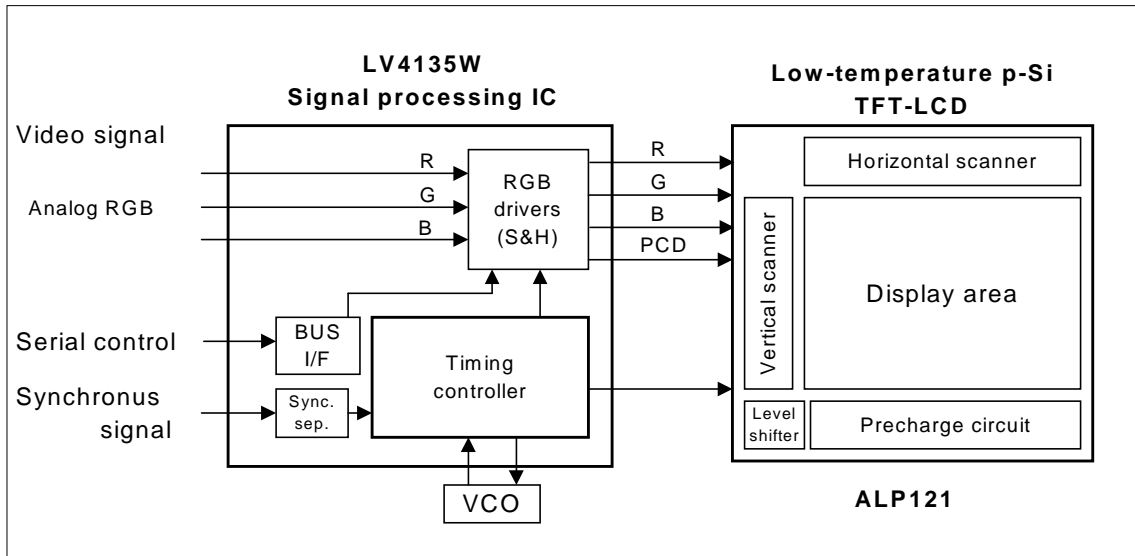 LV4135W
Signal processing IC
Low-temperature p-Si
TFT-LCD
Video signal
Analog RGB
R
G
B
RGB
drivers
(S&H)
R
G
B
PCD
Horizontal scanner
Vertical scanner
Display area
Serial control
BUS
I/F
Timing
controller
Synchronus
signal
Sync.
sep.
Level
shifter
Precharge circuit
VCO
ALP121